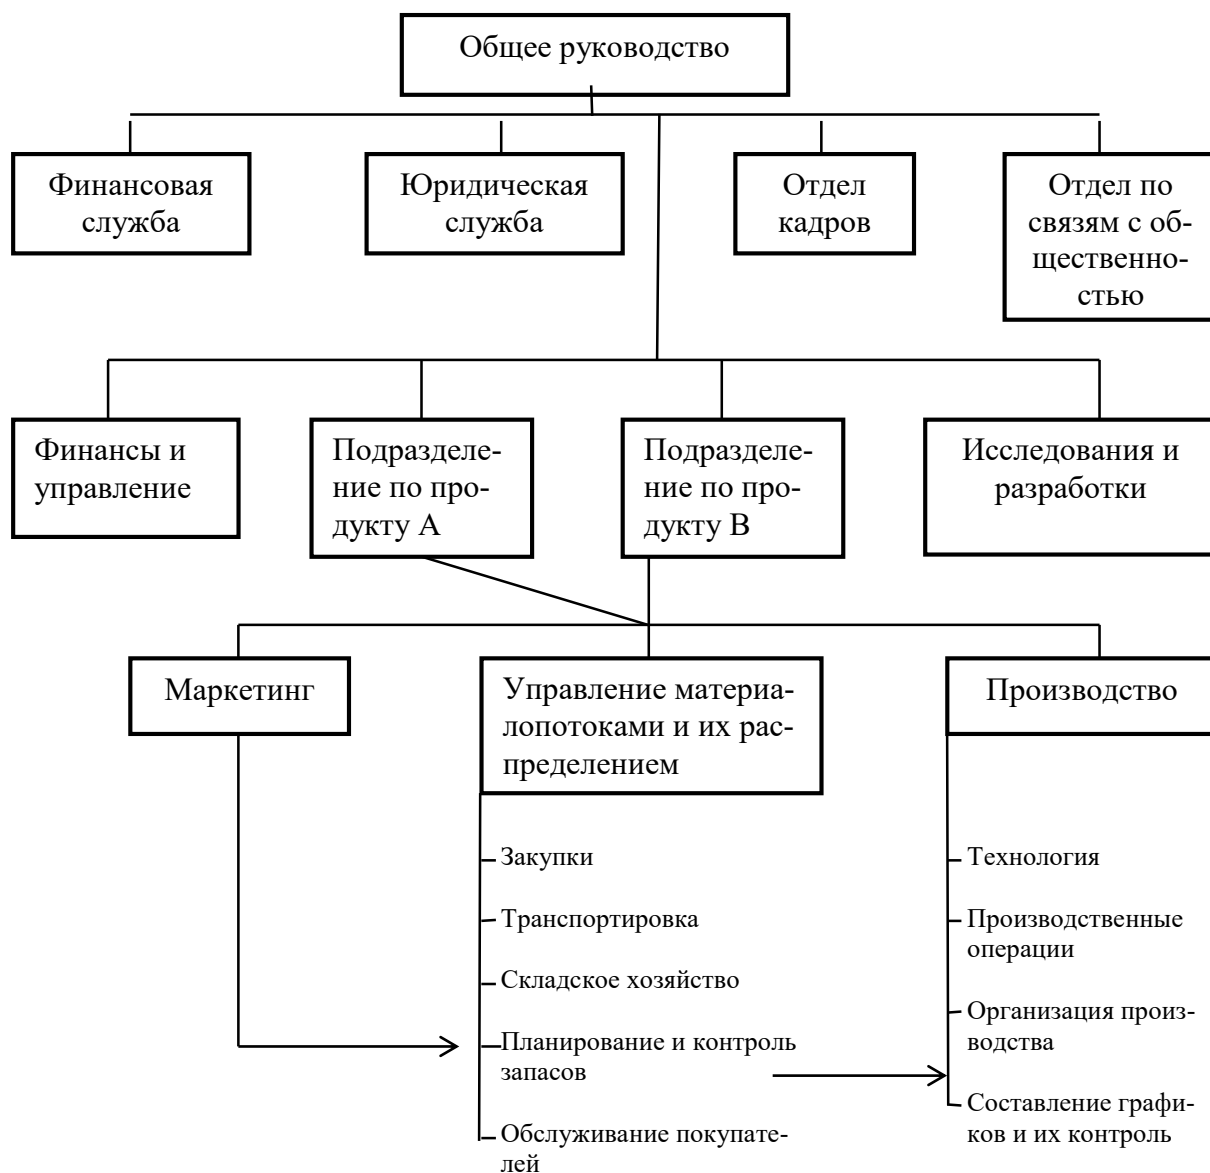 Общее руководство
Финансовая
служба
Юридическая
служба
Отдел
кадров
Отдел по
связям с об-
щественно-
стью
Финансы и
управление
Подразделе-
ние по про-
дукту А
Подразделе-
ние по про-
дукту В
Исследования и
разработки
Маркетинг
Управление материа-
лопотоками и их рас-
пределением
Производство
Закупки
Транспортировка
Складское хозяйство
Планирование и контроль
запасов
Обслуживание покупате-
лей
Технология
Производственные
операции
Организация произ-
водства
Составление графи-
ков и их контроль